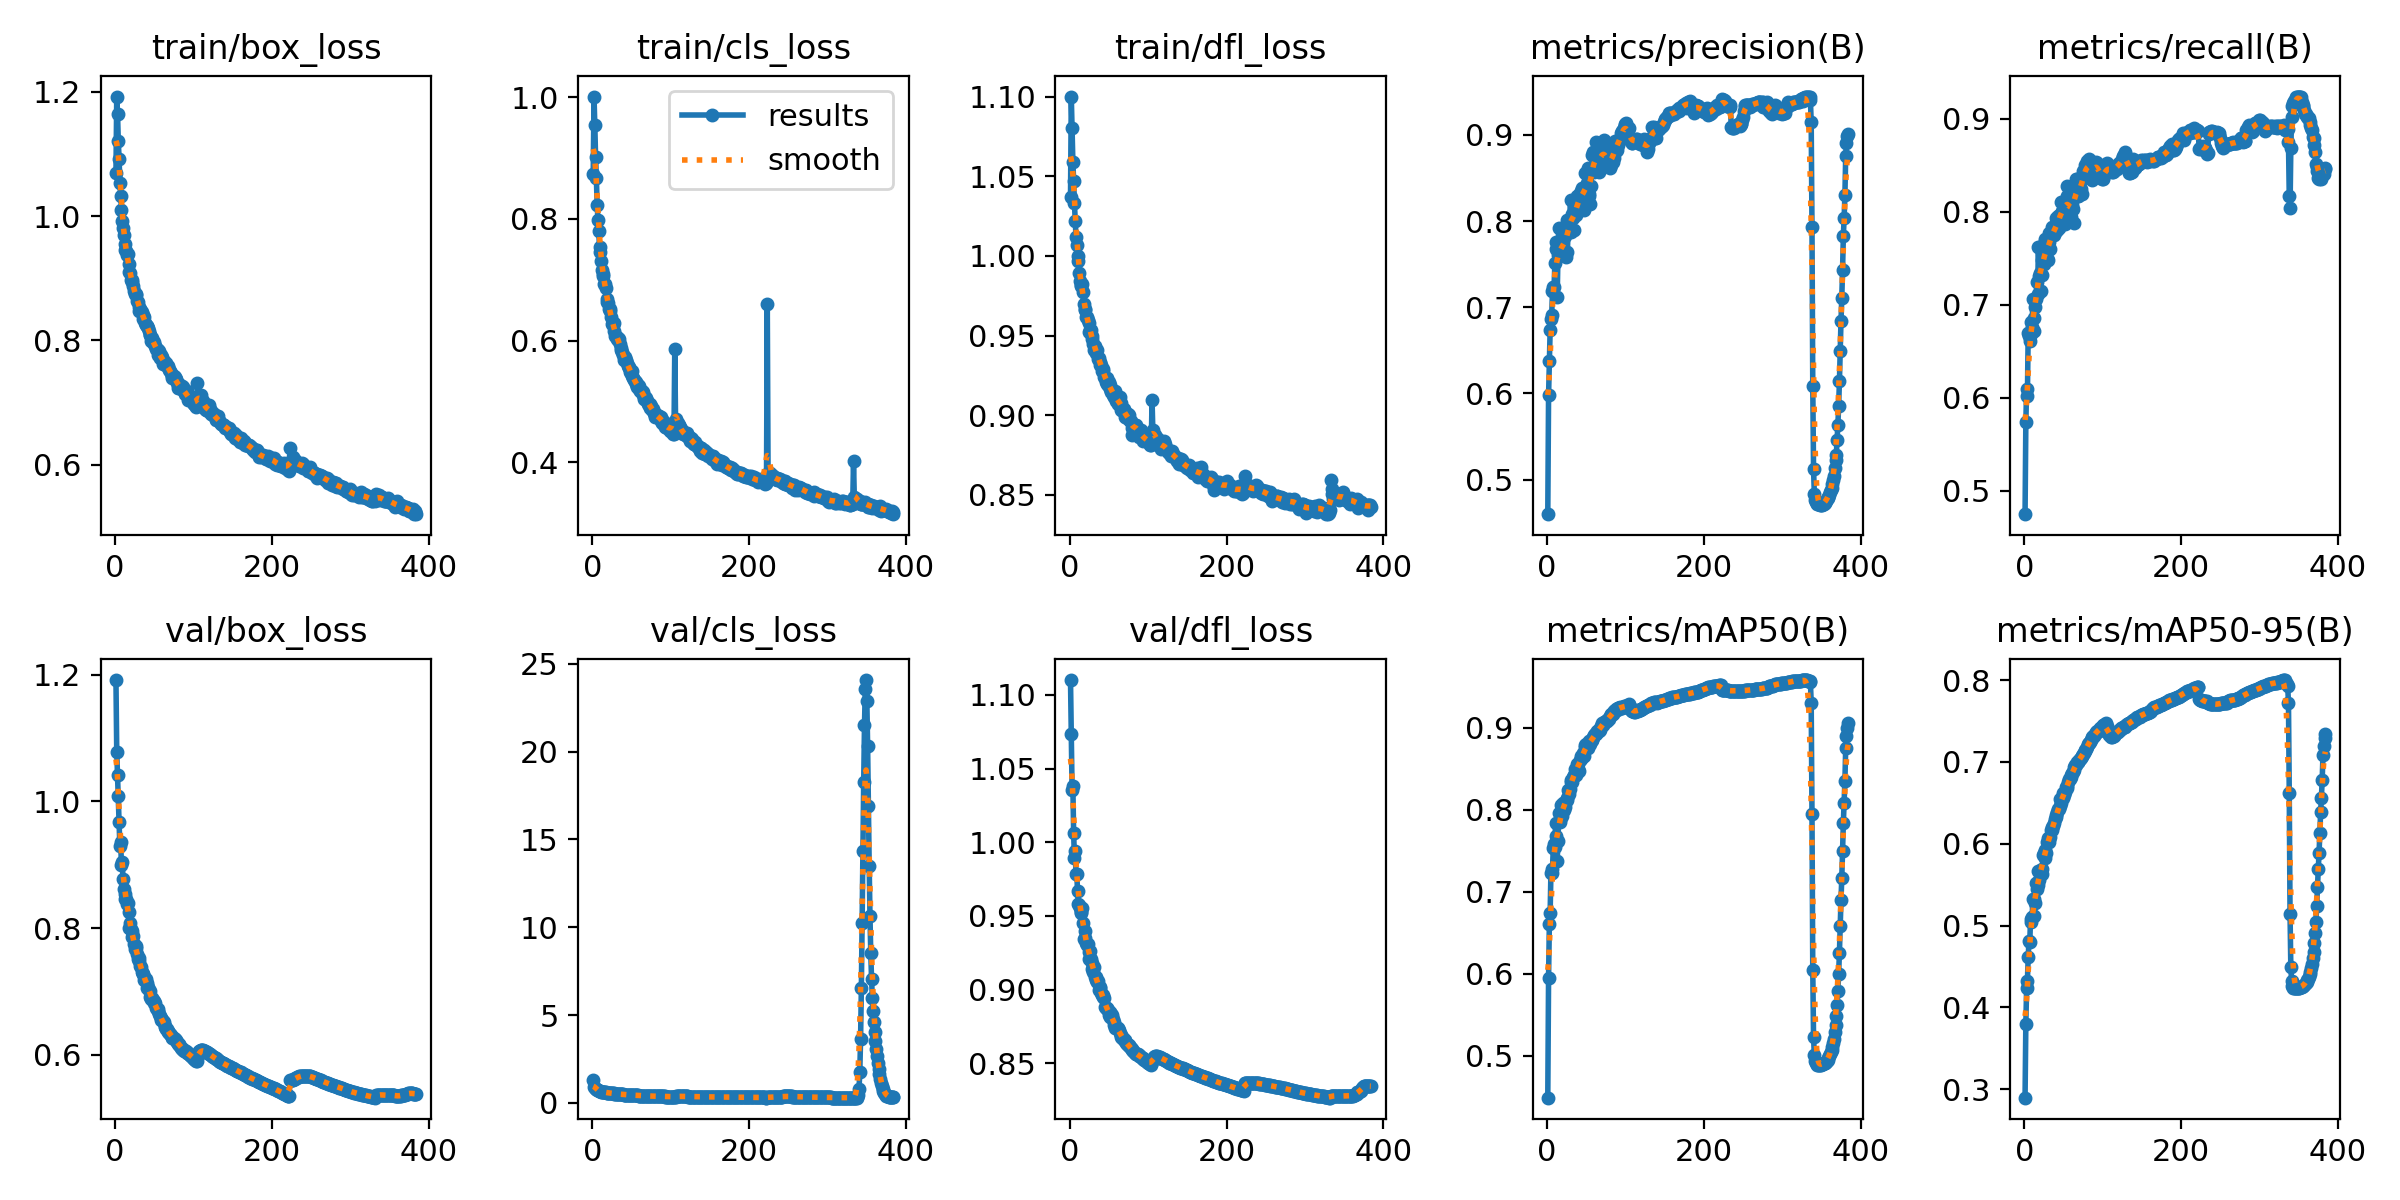 train/box_loss
1.2
1.0
0.8
0.6
0 200 400
train/cls_loss
results
smooth
1.0
0.8
0.6
0.4
0 200 400
train/dfl_loss
1.10
1.05
1.00
0.95
0.90
0.85
0 200 400
metrics/precision(B)
0.9
0.8
0.7
0.6
0.5
0 200 400
metrics/recall(B)
0.9
0.8
0.7
0.6
0.5
0 200 400
val/box_loss
1.2
1.0
0.8
0.6
0 200 400
val/cls_loss
25
20
15
10
5
0
0 200 400
val/dfl_loss
1.10
1.05
1.00
0.95
0.90
0.85
0 200 400
metrics/mAP50(B)
0.9
0.8
0.7
0.6
0.5
0 200 400
metrics/mAP50-95(B)
0.8
0.7
0.6
0.5
0.4
0.3
0 200 400